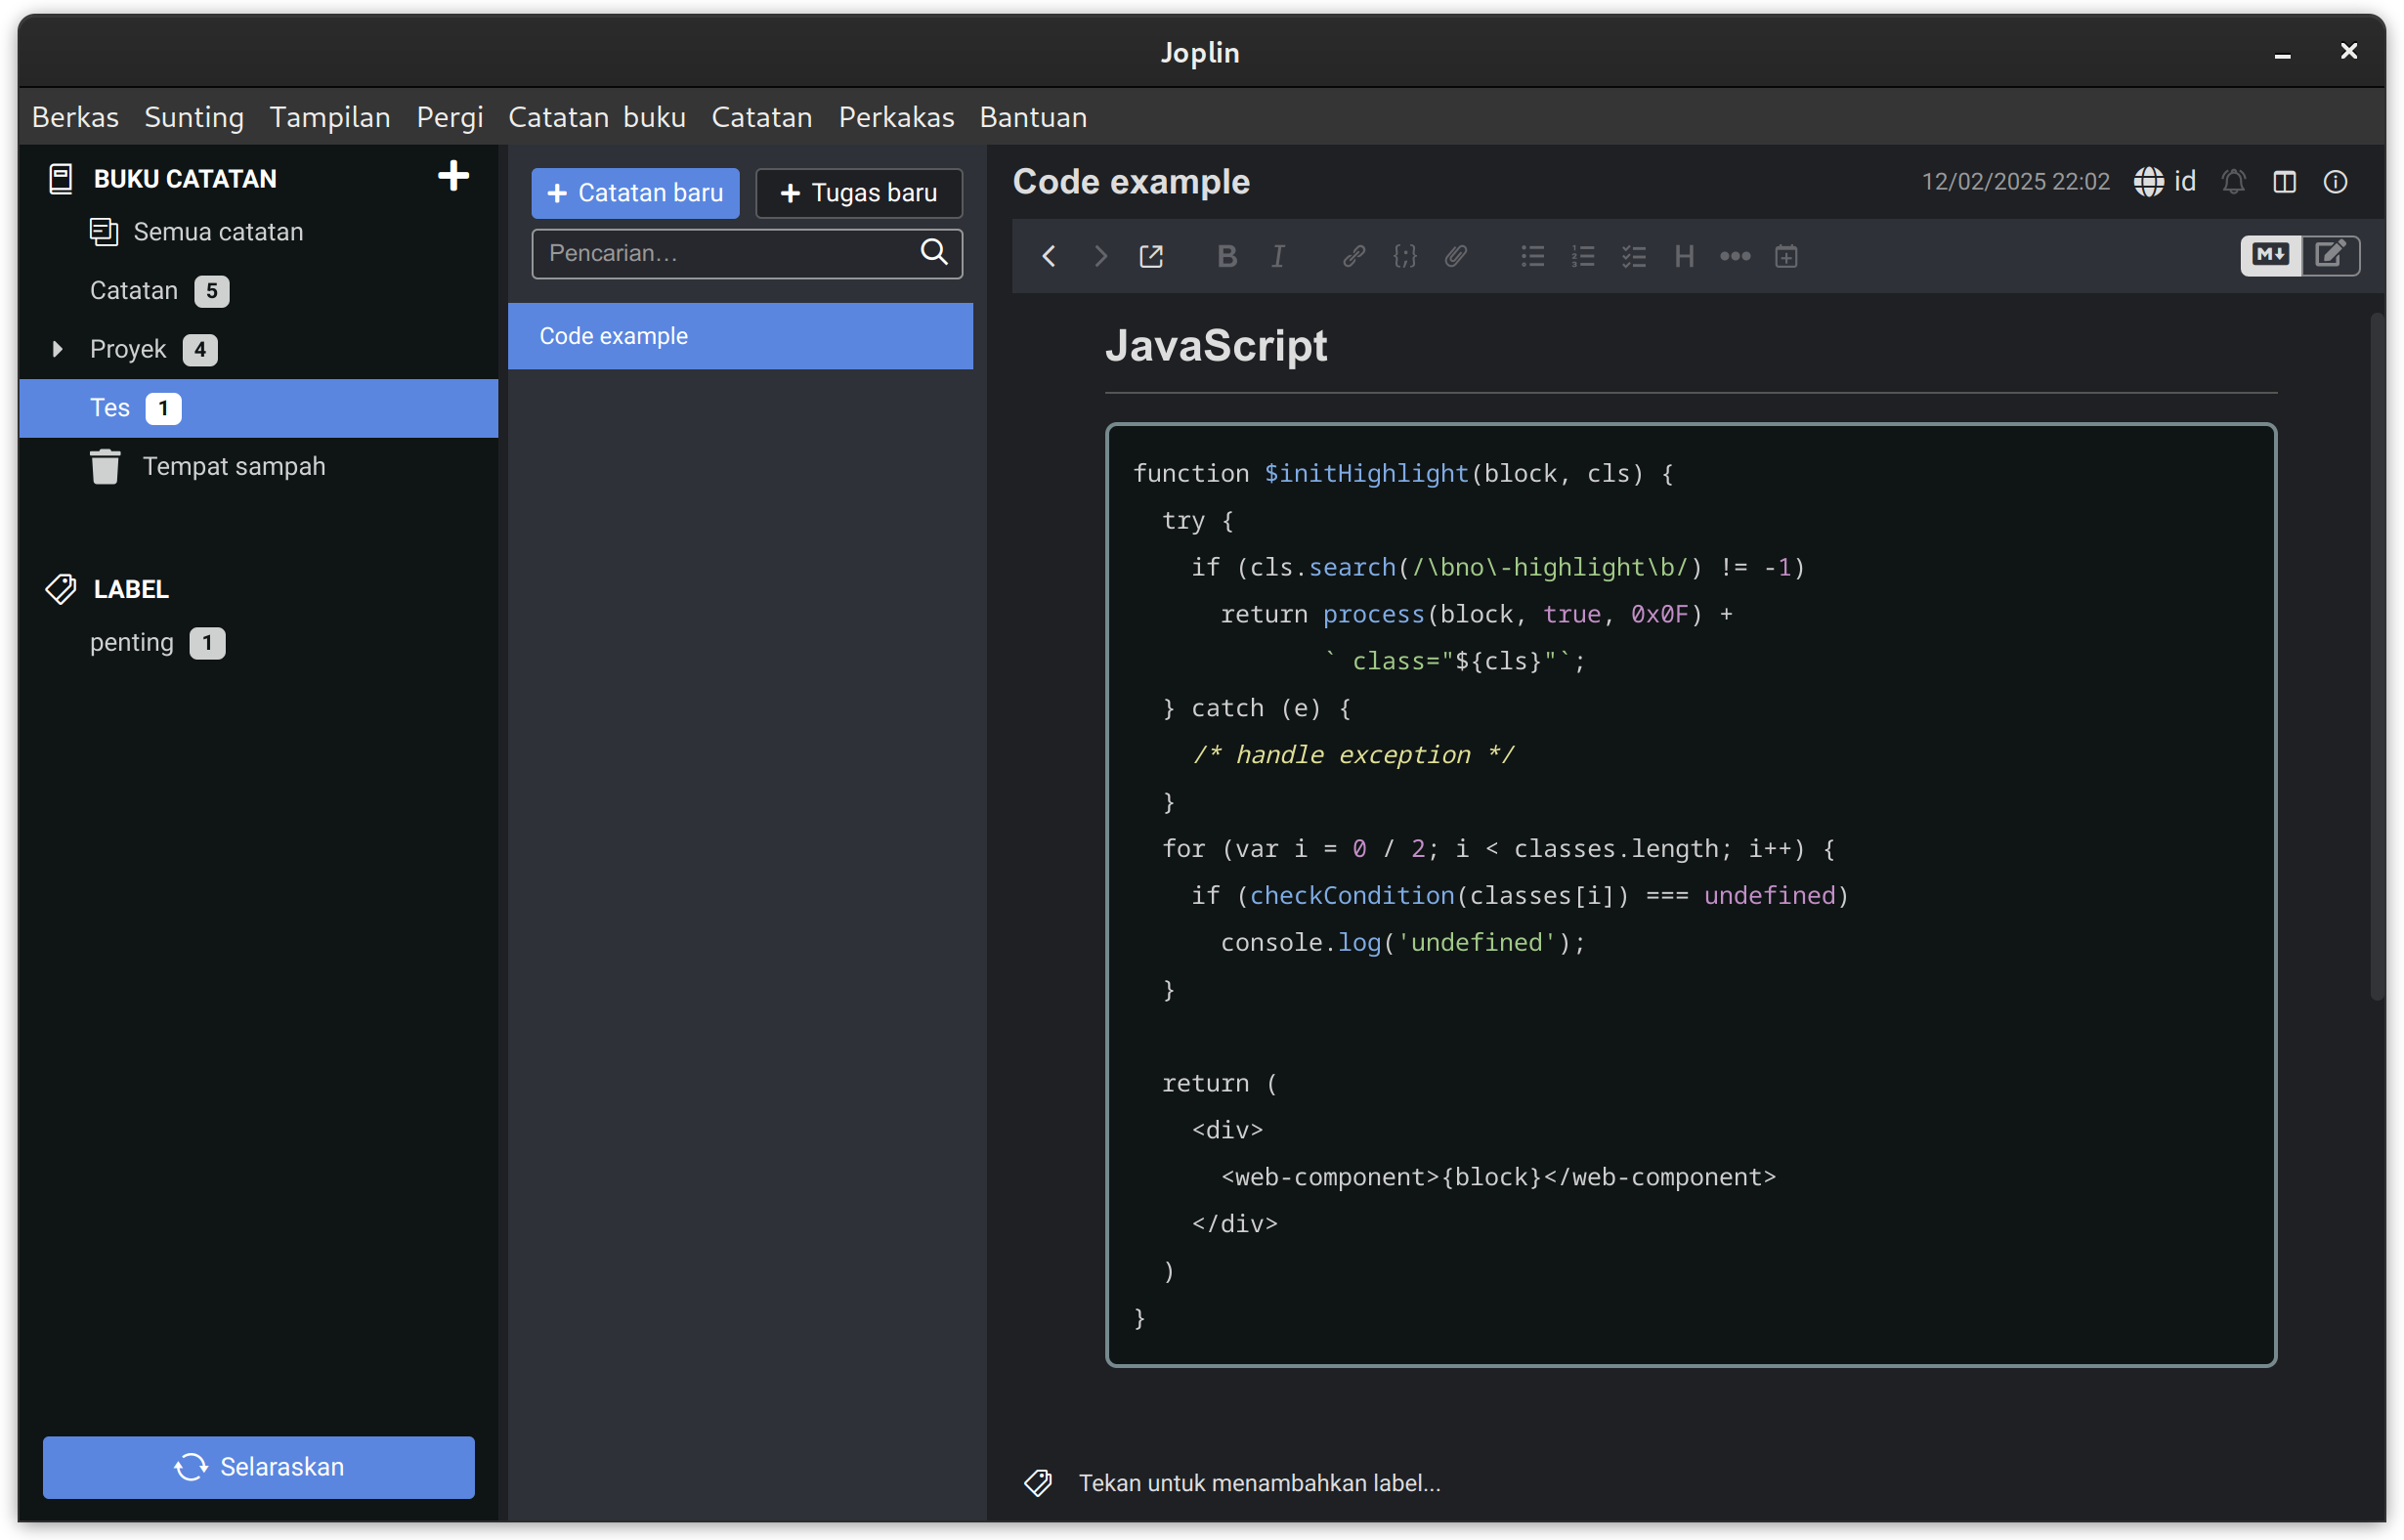 Joplin
Berkas Sunting Tampilan Pergi Catatan buku Catatan Perkakas Bantuan
BUKU CATATAN
Semua catatan
Catatan 5
Proyek 4
Tes 1
Tempat sampah
LABEL
penting 1
Selaraskan
Catatan baru
Tugas baru
Pencarian...
Code example
Code example
12/02/2025 22:02 id
JavaScript
function $initHighlight(block, cls) {
  try {
    if (cls.search(/\bno\-highlight\b/) != -1)
      return process(block, true, 0x0F) +
             ` class="${cls}"`;
  } catch (e) {
    /* handle exception */
  }
  for (var i = 0 / 2; i < classes.length; i++) {
    if (checkCondition(classes[i]) === undefined)
      console.log('undefined');
  }
  return (
    <div>
      <web-component>{block}</web-component>
    </div>
  )
}
Tekan untuk menambahkan label...